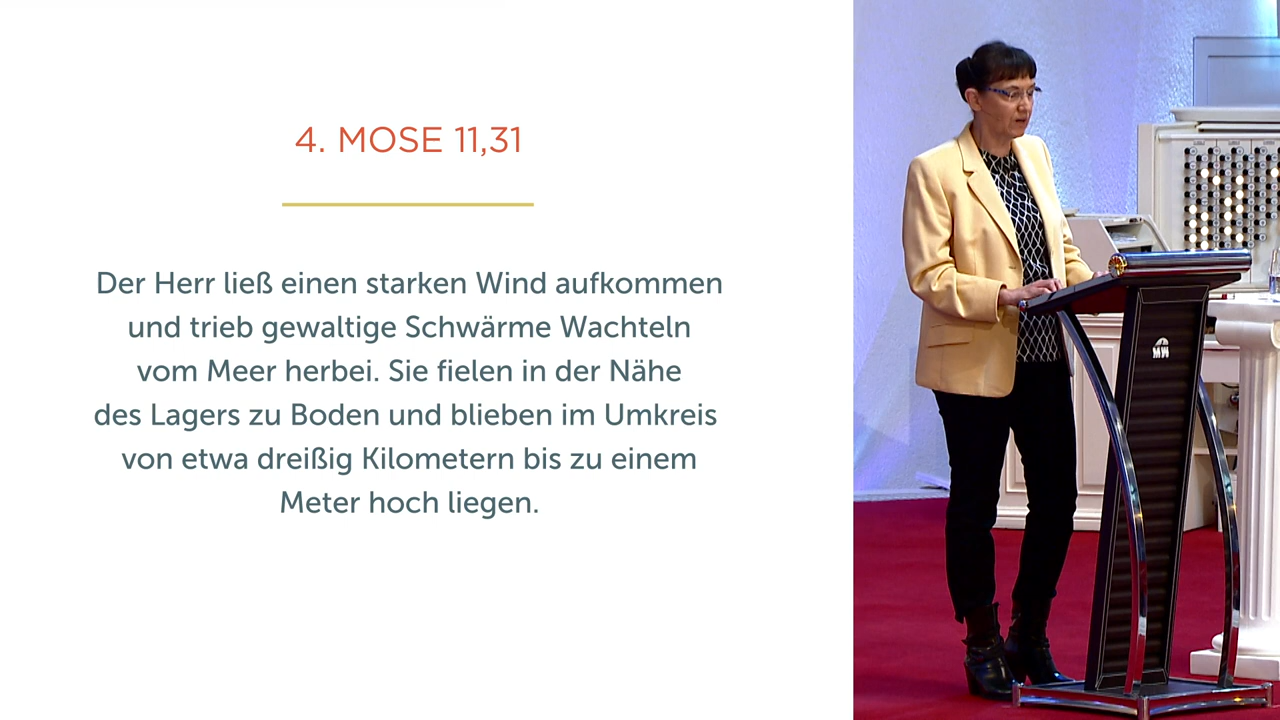 4. MOSE 11,31
Der Herr ließ einen starken Wind aufkommen
und trieb gewaltige Schwärme Wachteln
vom Meer herbei. Sie fielen in der Nähe
des Lagers zu Boden und blieben im Umkreis
von etwa dreißig Kilometern bis zu einem
Meter hoch liegen.